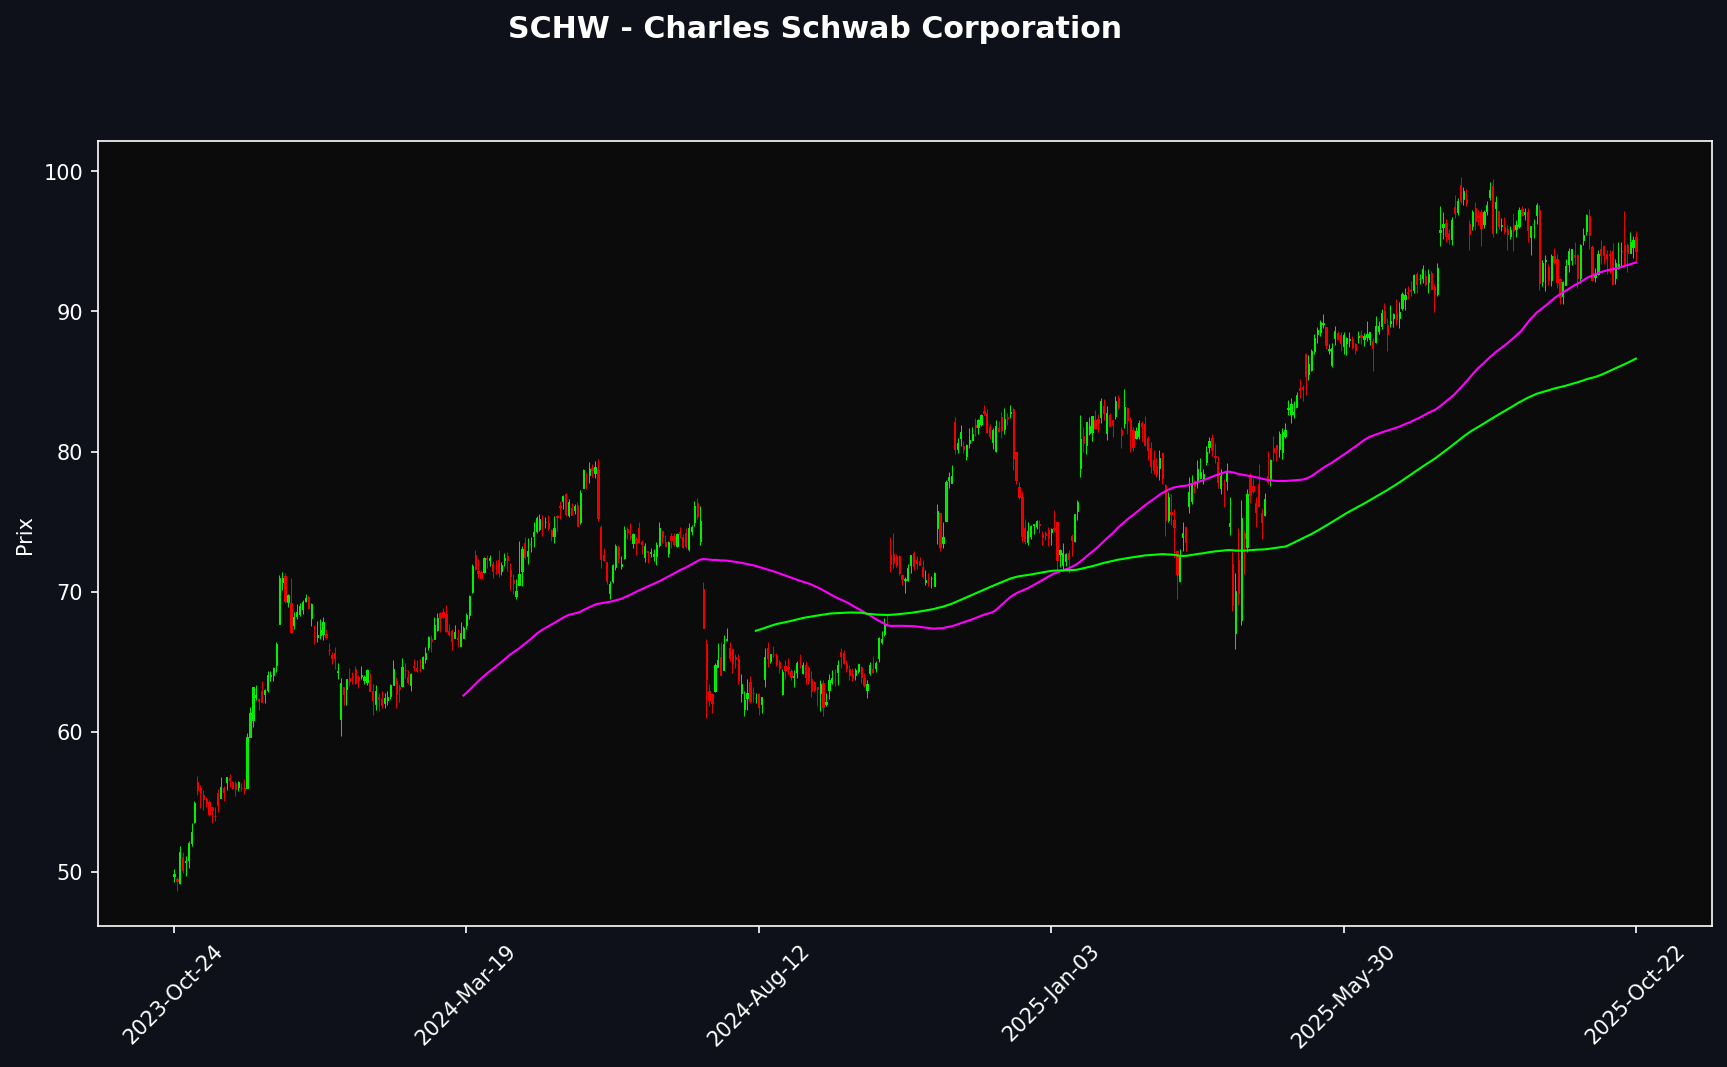 SCHW - Charles Schwab Corporation
Prix
100
90
80
70
60
50
2023-Oct-24
2024-Mar-19
2024-Aug-12
2025-Jan-03
2025-May-30
2025-Oct-22